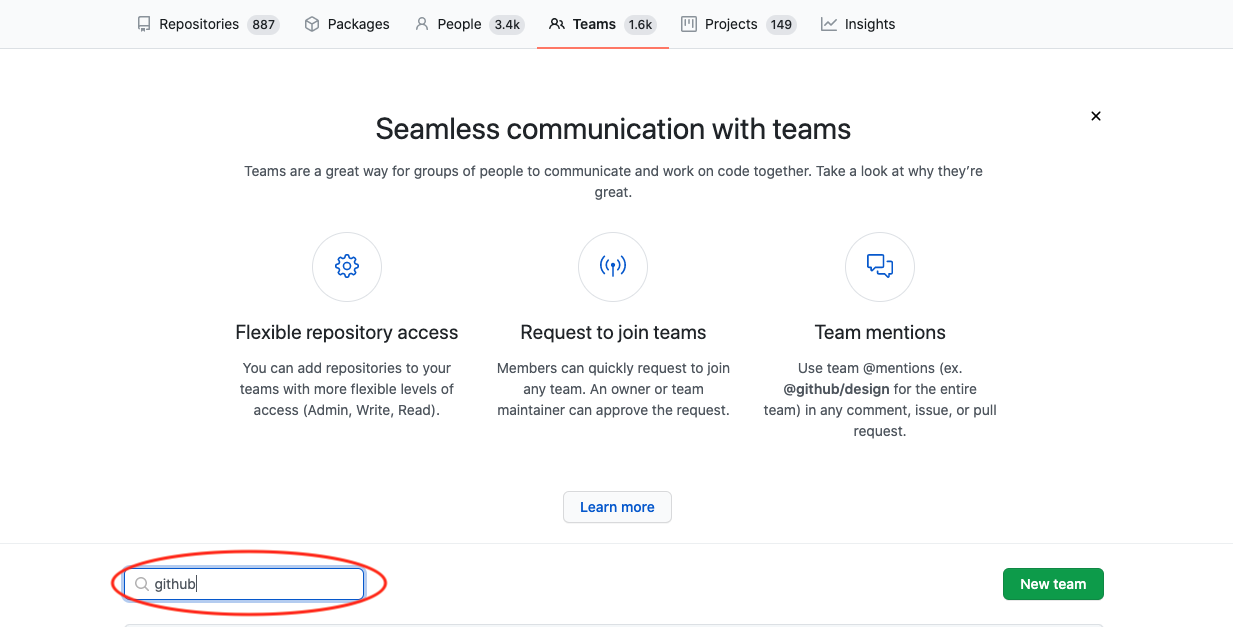 Repositories 887 Packages People 3.4k Teams 1.6k Projects 149 Insights
Seamless communication with teams
Teams are a great way for groups of people to communicate and work on code together. Take a look at why they’re
great.
Flexible repository access
You can add repositories to your
teams with more flexible levels of
access (Admin, Write, Read).
Request to join teams
Members can quickly request to join
any team. An owner or team
maintainer can approve the request.
Team mentions
Use team @mentions (ex.
@github/design for the entire
team) in any comment, issue, or pull
request.
Learn more
github
New team